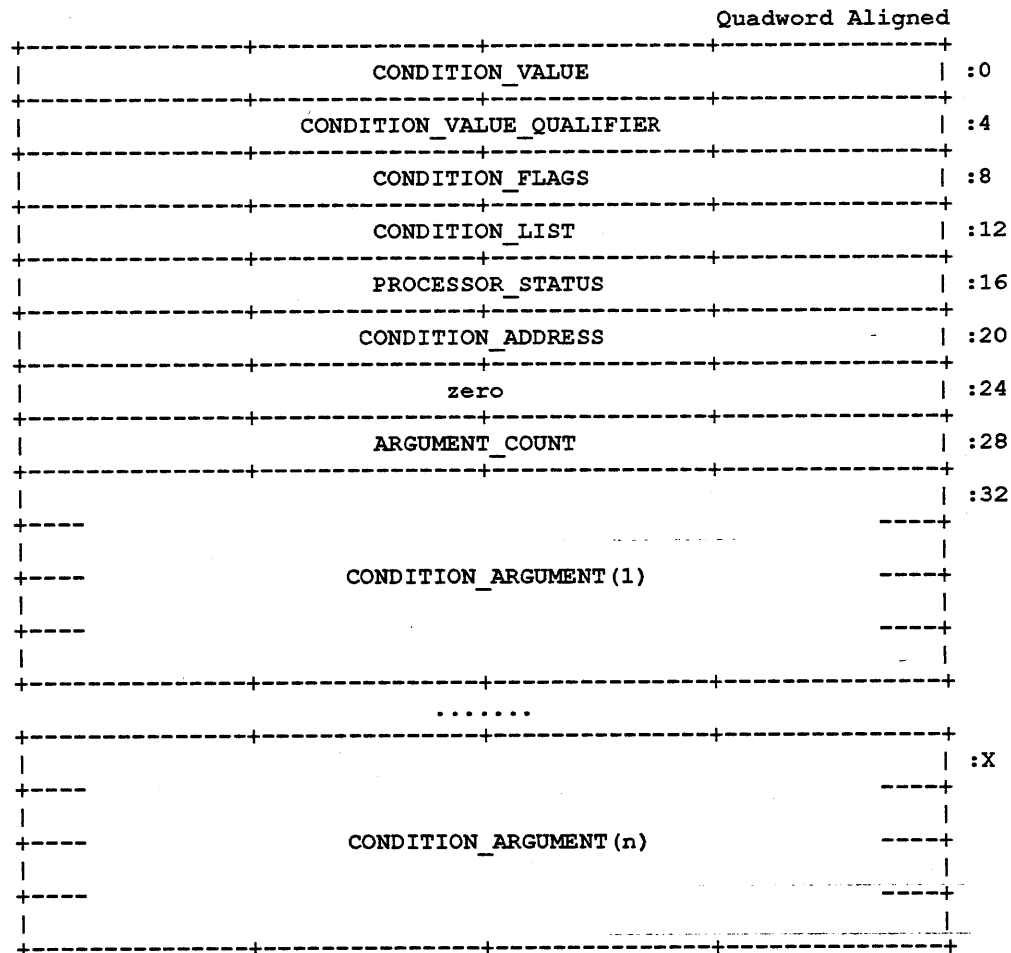 Quadword Aligned
CONDITION_VALUE :0
CONDITION_VALUE_QUALIFIER :4
CONDITION_FLAGS :8
CONDITION_LIST :12
PROCESSOR_STATUS :16
CONDITION_ADDRESS :20
zero :24
ARGUMENT_COUNT :28
:32
CONDITION_ARGUMENT(1)
.......
:X
CONDITION_ARGUMENT(n)